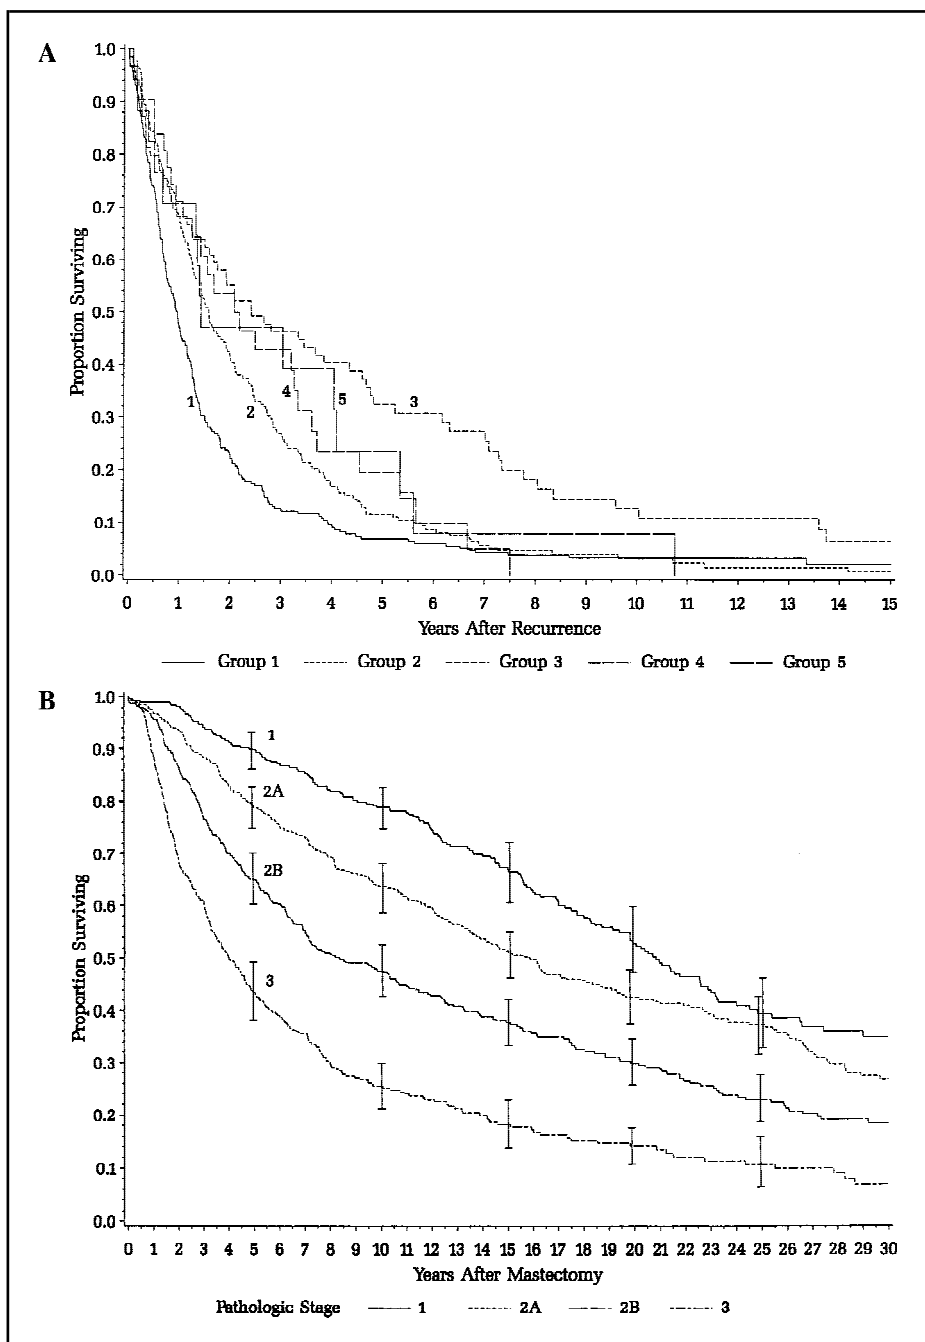 A
1.0
0.9
0.8
0.7
0.6
0.5
0.4
0.3
0.2
0.1
0.0
Proportion Surviving
1
2
4
5
3
0 1 2 3 4 5 6 7 8 9 10 11 12 13 14 15
Years After Recurrence
Group 1 Group 2 Group 3 Group 4 Group 5
B
1.0
0.9
0.8
0.7
0.6
0.5
0.4
0.3
0.2
0.1
0.0
Proportion Surviving
1
2A
2B
3
0 1 2 3 4 5 6 7 8 9 10 11 12 13 14 15 16 17 18 19 20 21 22 23 24 25 26 27 28 29 30
Years After Mastectomy
Pathologic Stage 1 2A 2B 3